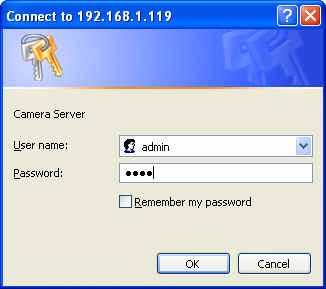 Connect to 192.168.1.119
Camera Server
User name: admin
Password: ••••
Remember my password
OK Cancel